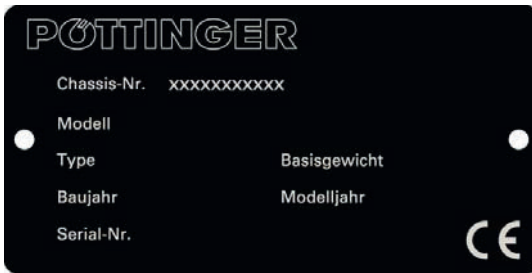 PÖTTINGER
Chassis-Nr. xxxxxxxxxxx
Modell
Type Basisgewicht
Baujahr Modelljahr
Serial-Nr.
CE